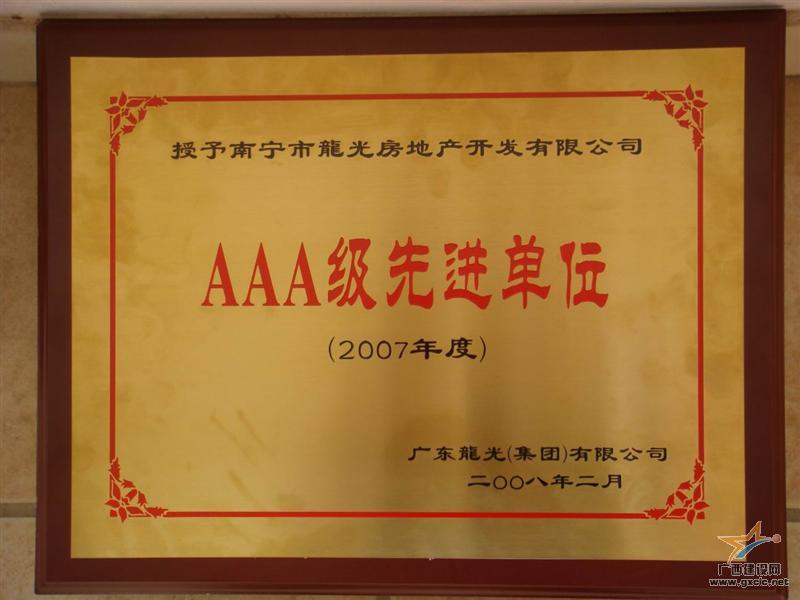 授予南宁市龍光房地产开发有限公司
AAA级先进单位
(2007年度)
广东龍光(集团)有限公司
二〇〇八年二月
广西建设网
www.gxcic.net